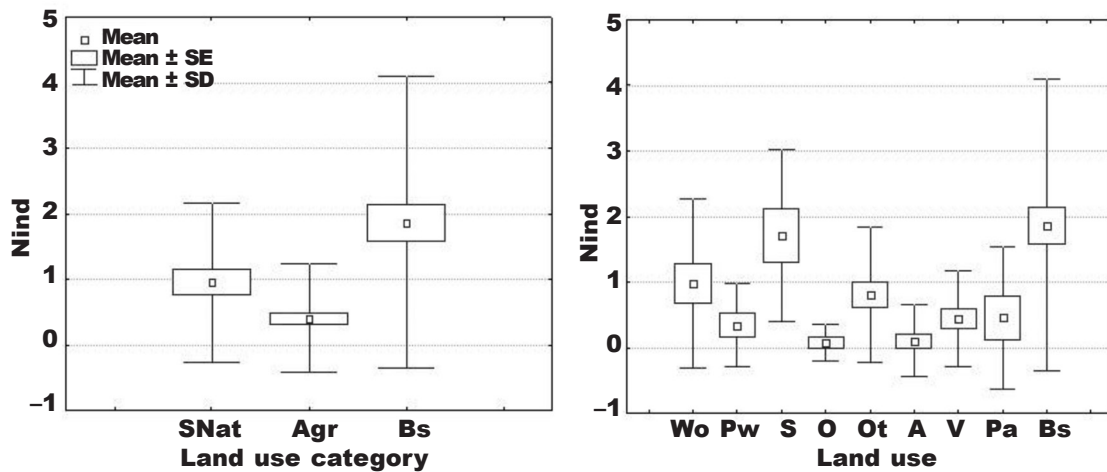 5
4
3
2
1
0
–1
Nind
Mean
Mean ± SE
Mean ± SD
SNat Agr Bs
Land use category
5
4
3
2
1
0
–1
Nind
Wo Pw S O Ot A V Pa Bs
Land use